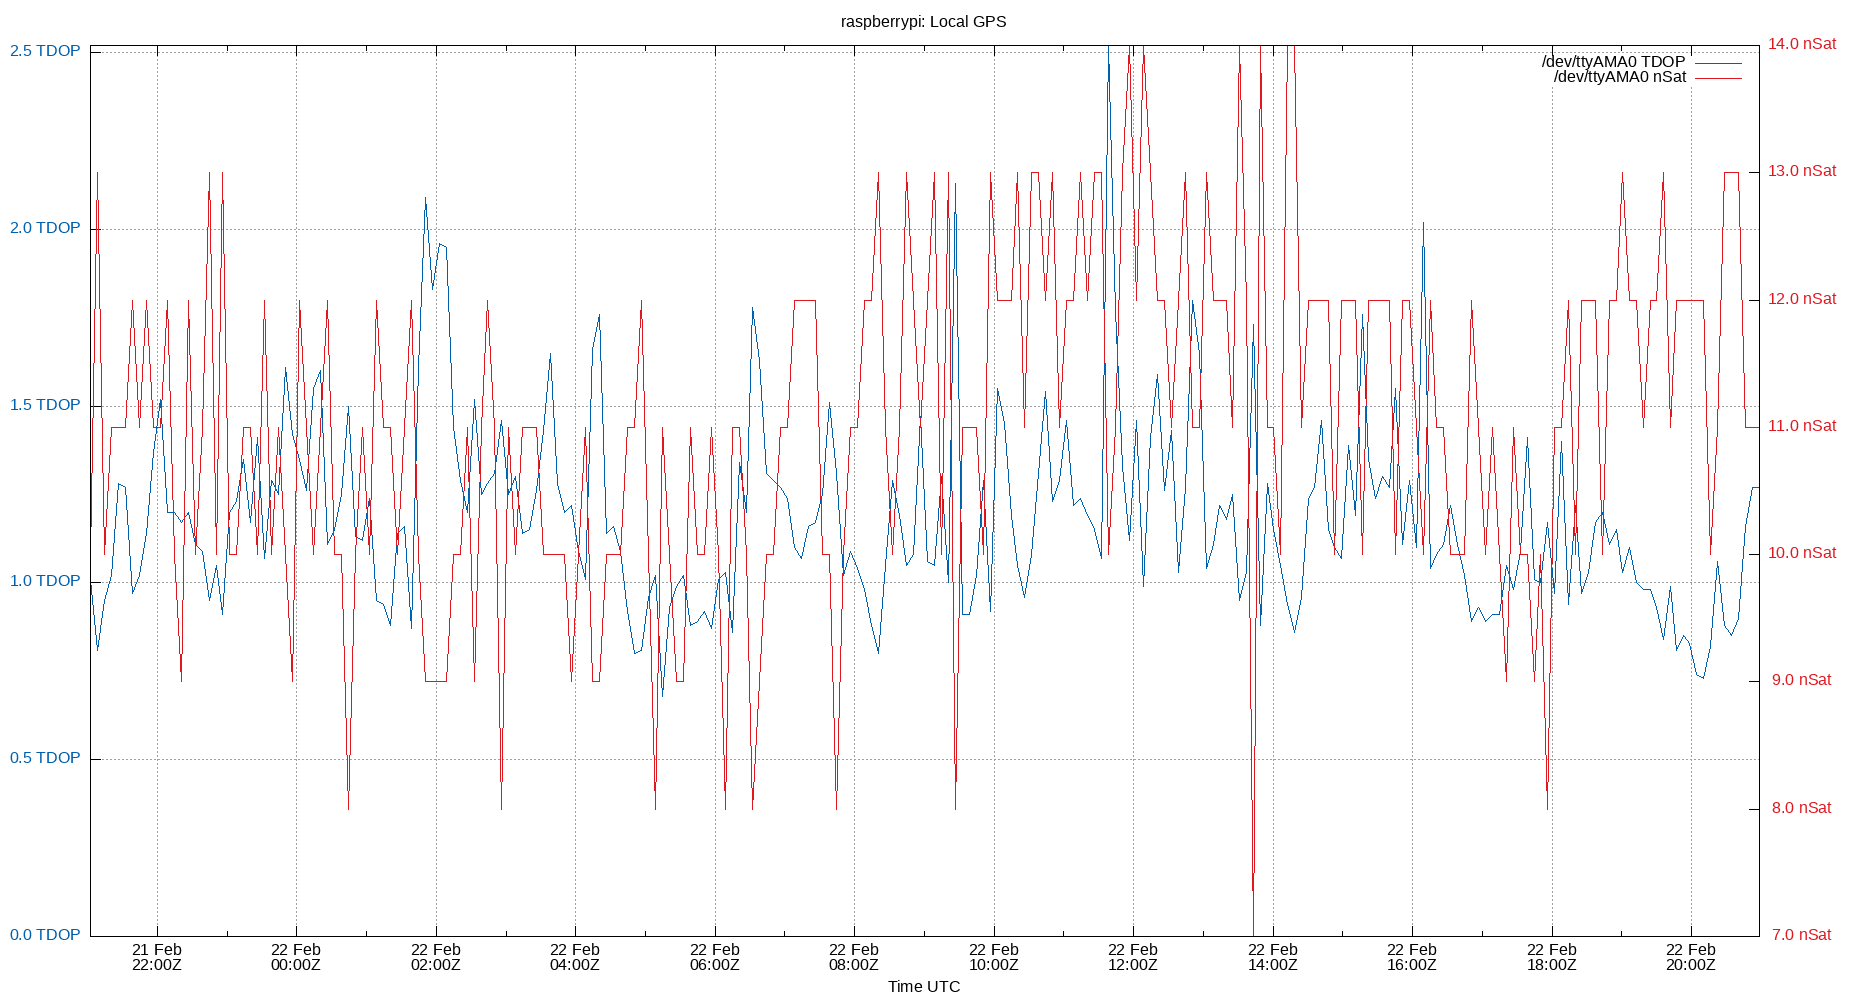 raspberrypi: Local GPS
2.5 TDOP
2.0 TDOP
1.5 TDOP
1.0 TDOP
0.5 TDOP
0.0 TDOP
14.0 nSat
13.0 nSat
12.0 nSat
11.0 nSat
10.0 nSat
9.0 nSat
8.0 nSat
7.0 nSat
/dev/ttyAMA0 TDOP
/dev/ttyAMA0 nSat
21 Feb
22:00Z
22 Feb
00:00Z
22 Feb
02:00Z
22 Feb
04:00Z
22 Feb
06:00Z
22 Feb
08:00Z
22 Feb
10:00Z
22 Feb
12:00Z
22 Feb
14:00Z
22 Feb
16:00Z
22 Feb
18:00Z
22 Feb
20:00Z
Time UTC